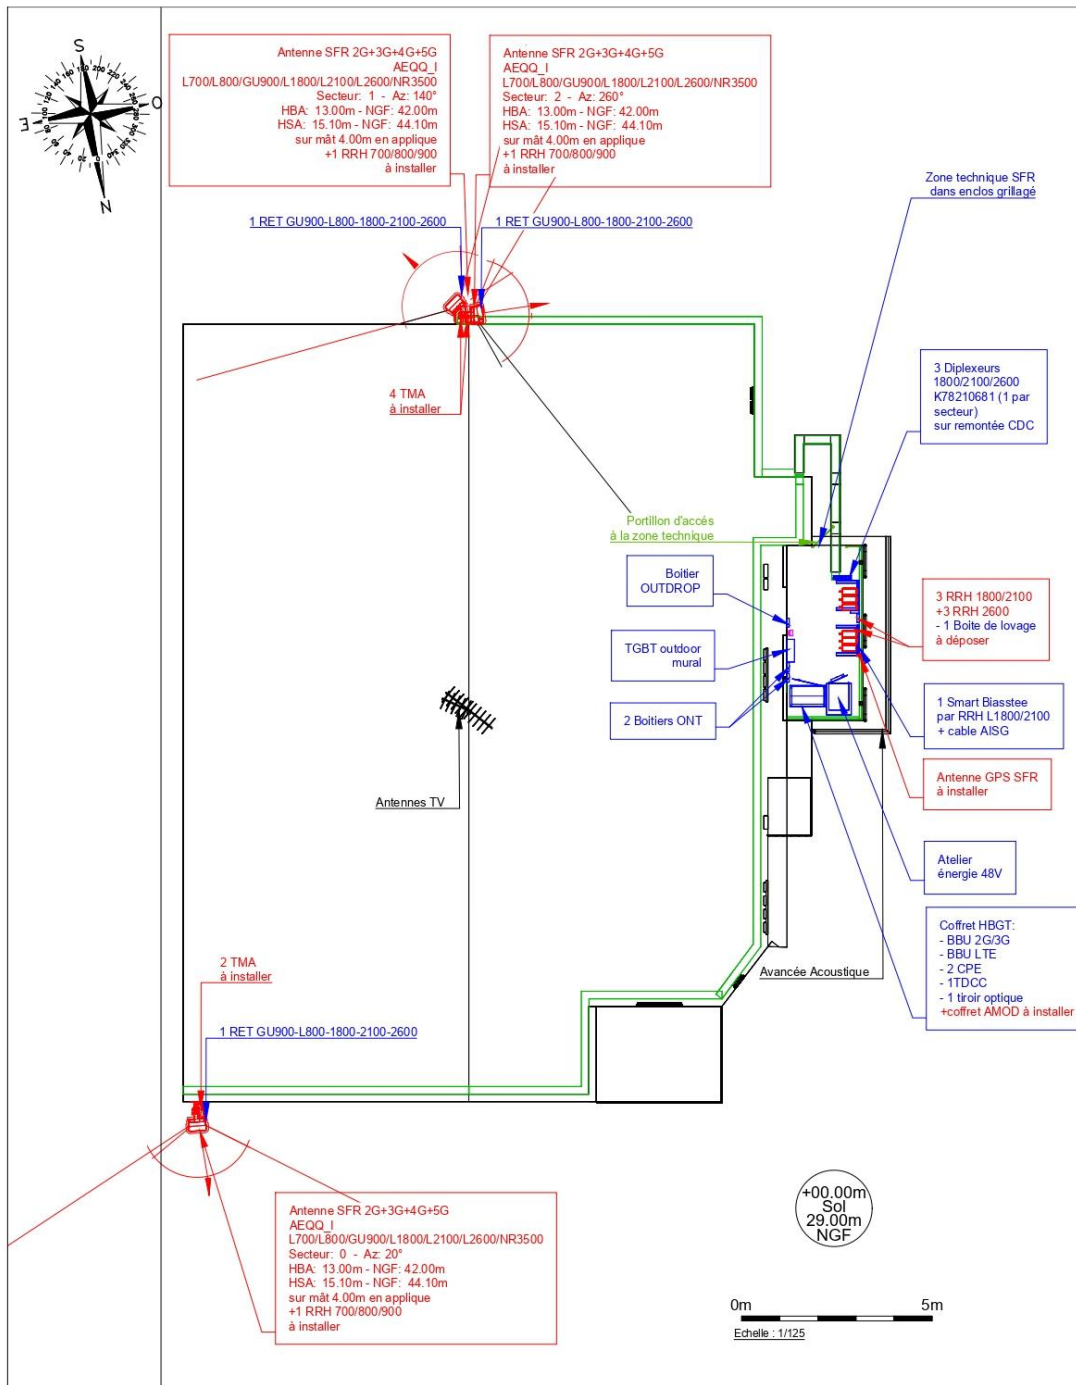 S
O
E
N
Antenne SFR 2G+3G+4G+5G
AEQQ_I
L700/L800/GU900/L1800/L2100/L2600/NR3500
Secteur: 1 - Az: 140°
HBA: 13.00m - NGF: 42.00m
HSA: 15.10m - NGF: 44.10m
sur mât 4.00m en applique
+1 RRH 700/800/900
à installer
Antenne SFR 2G+3G+4G+5G
AEQQ_I
L700/L800/GU900/L1800/L2100/L2600/NR3500
Secteur: 2 - Az: 260°
HBA: 13.00m - NGF: 42.00m
HSA: 15.10m - NGF: 44.10m
sur mât 4.00m en applique
+1 RRH 700/800/900
à installer
Zone technique SFR
dans enclos grillagé
1 RET GU900-L800-1800-2100-2600
1 RET GU900-L800-1800-2100-2600
4 TMA
à installer
3 Diplexeurs
1800/2100/2600
K78210681 (1 par
secteur)
sur remontée CDC
Portillon d'accés
à la zone technique
Boitier
OUTDROP
3 RRH 1800/2100
+3 RRH 2600
- 1 Boite de lovage
à déposer
TGBT outdoor
mural
2 Boitiers ONT
1 Smart Biasstee
par RRH L1800/2100
+ cable AISG
Antenne GPS SFR
à installer
Antennes TV
Atelier
énergie 48V
Coffret HBGT:
- BBU 2G/3G
- BBU LTE
- 2 CPE
- 1TDCC
- 1 tiroir optique
+coffret AMOD à installer
Avancée Acoustique
2 TMA
à installer
1 RET GU900-L800-1800-2100-2600
Antenne SFR 2G+3G+4G+5G
AEQQ_I
L700/L800/GU900/L1800/L2100/L2600/NR3500
Secteur: 0 - Az: 20°
HBA: 13.00m - NGF: 42.00m
HSA: 15.10m - NGF: 44.10m
sur mât 4.00m en applique
+1 RRH 700/800/900
à installer
+00.00m
Sol
29.00m
NGF
0m 5m
Echelle : 1/125